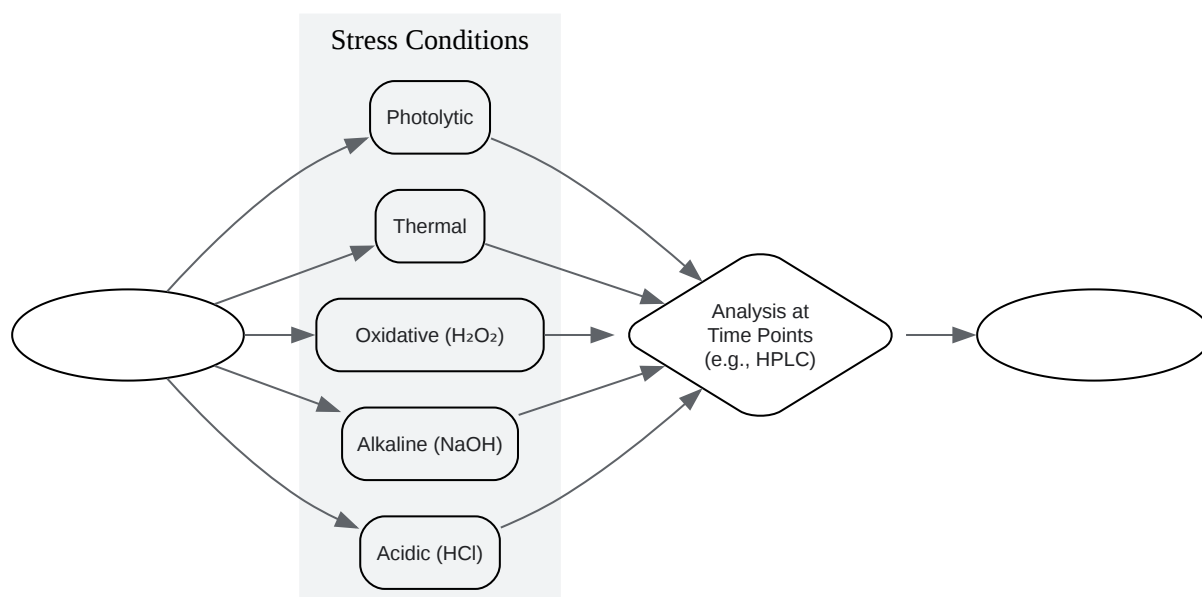 Stress Conditions
Photolytic
Thermal
Oxidative (H₂O₂)
Alkaline (NaOH)
Acidic (HCl)
Analysis at
Time Points
(e.g., HPLC)